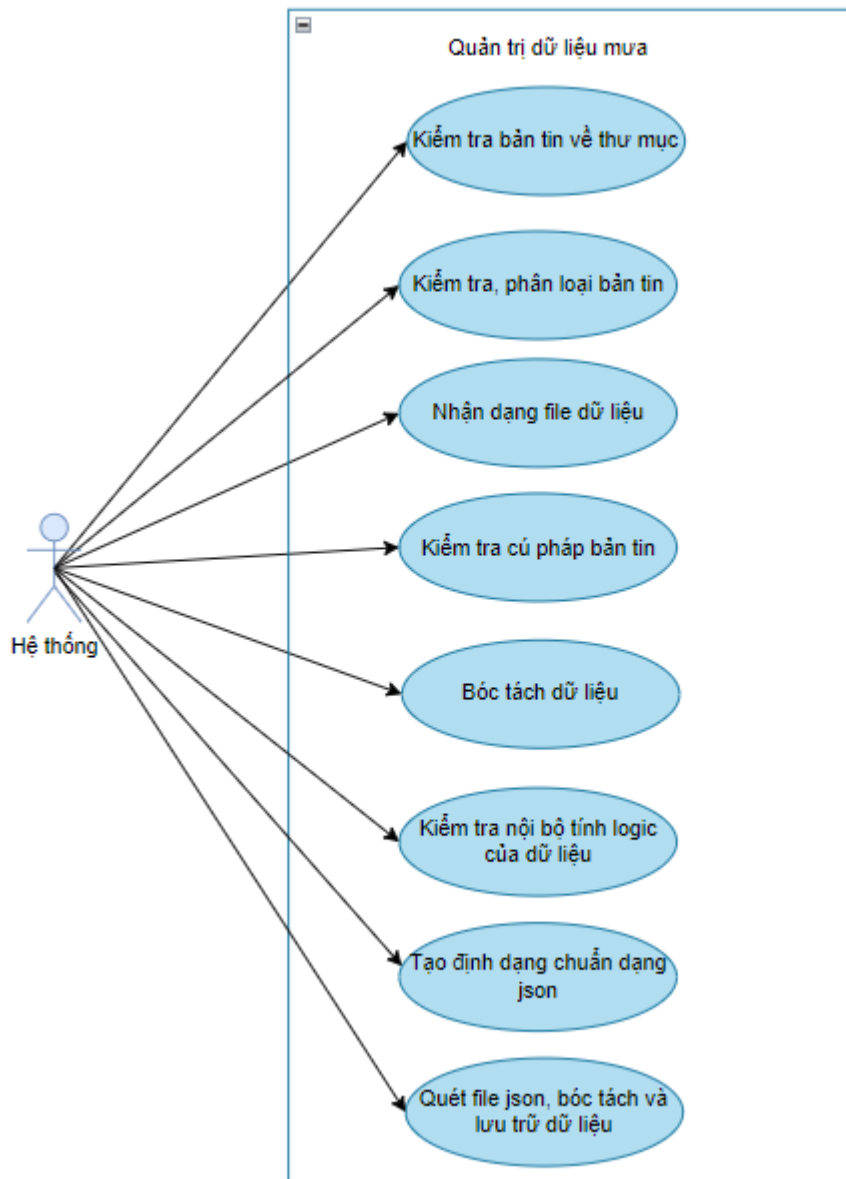 Quản trị dữ liệu mưa
Kiểm tra bản tin về thư mục
Kiểm tra, phân loại bản tin
Nhận dạng file dữ liệu
Kiểm tra cú pháp bản tin
Hệ thống
Bóc tách dữ liệu
Kiểm tra nội bộ tính logic
của dữ liệu
Tạo định dạng chuẩn dạng
json
Quét file json, bóc tách và
lưu trữ dữ liệu